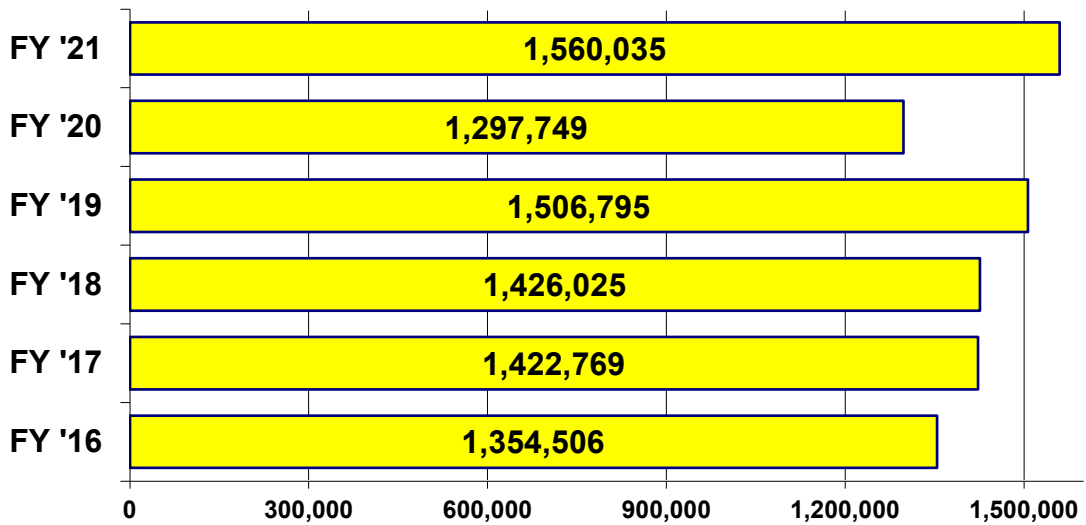 FY '21 1,560,035
FY '20 1,297,749
FY '19 1,506,795
FY '18 1,426,025
FY '17 1,422,769
FY '16 1,354,506
0 300,000 600,000 900,000 1,200,000 1,500,000